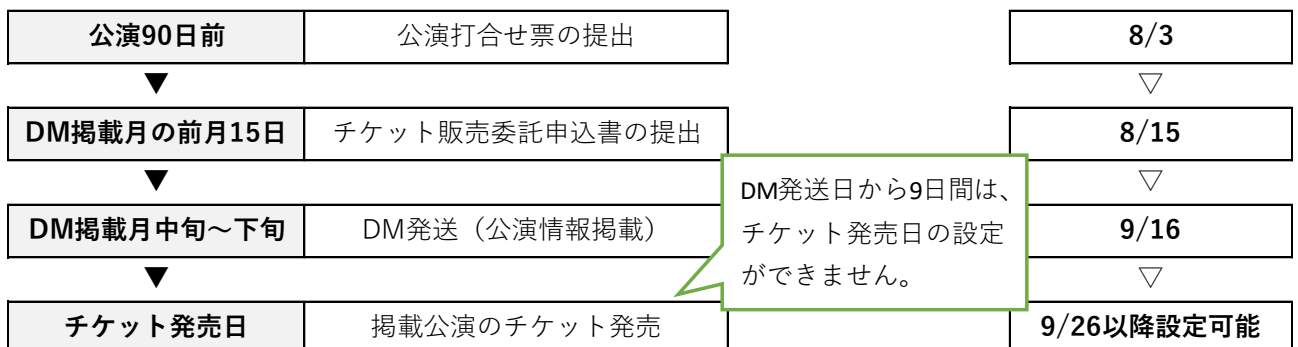 公演90日前 公演打合せ票の提出 8/3
▼ ▽
DM掲載月の前月15日 チケット販売委託申込書の提出 8/15
▼ ▽
DM掲載月中旬～下旬 DM発送（公演情報掲載） 9/16
▼ ▽
チケット発売日 掲載公演のチケット発売 9/26以降設定可能
DM発送日から9日間は、
チケット発売日の設定
ができません。